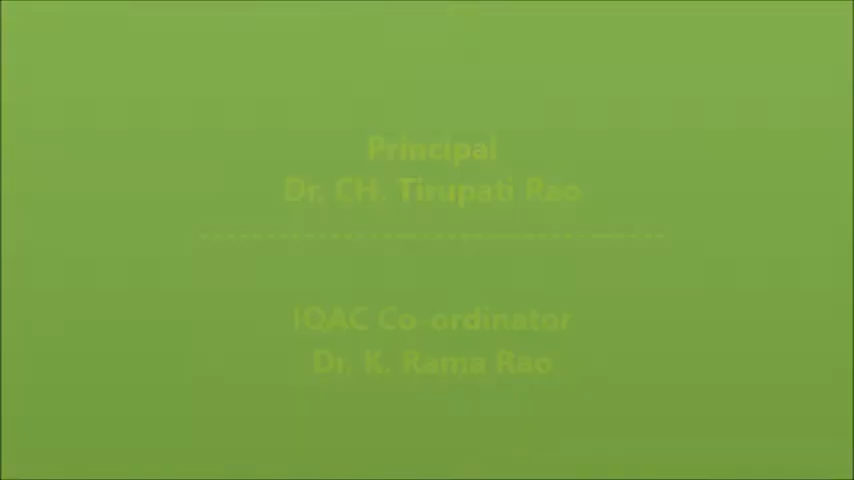 Principal
Dr. CH. Tirupati Rao
IQAC Co-ordinator
Dr. K. Rama Rao